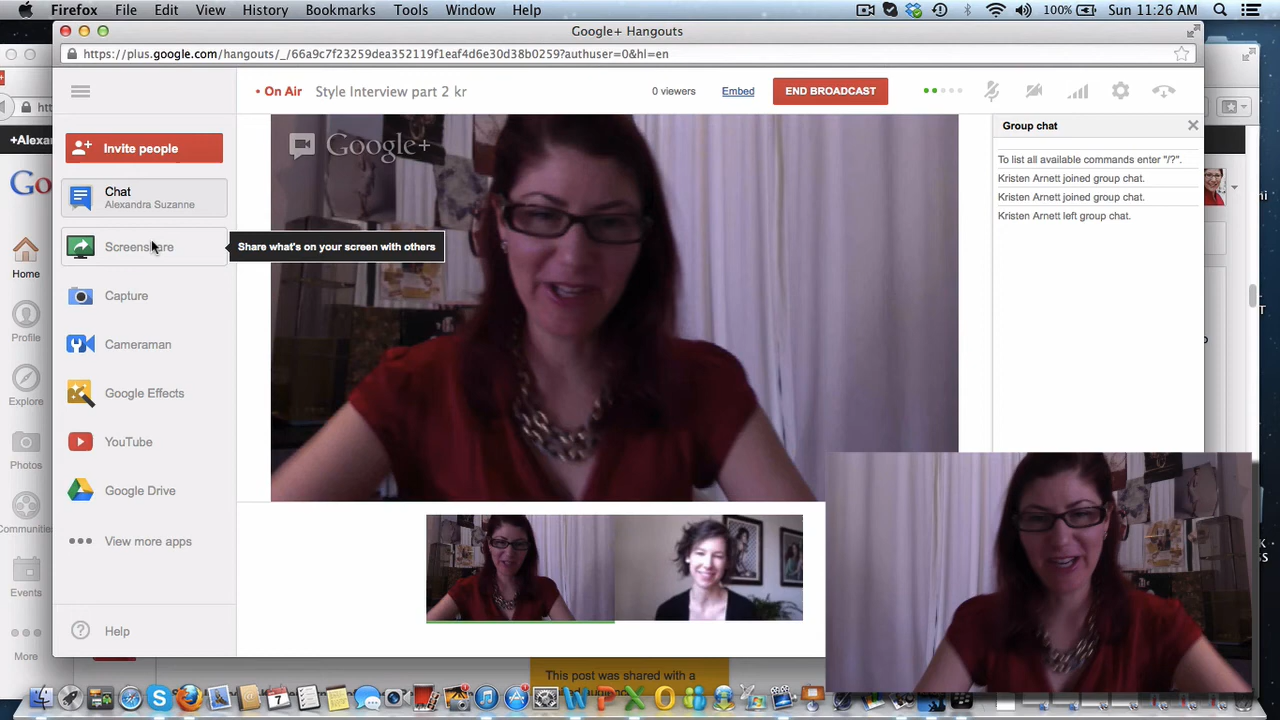 Firefox File Edit View History Bookmarks Tools Window Help
100% Sun 11:26 AM
Google+ Hangouts
https://plus.google.com/hangouts/_/66a9c7f23259dea352119f1eaf4d6e30d38b0259?authuser=0&hl=en
On Air Style Interview part 2 kr 0 viewers Embed END BROADCAST
Google+
Group chat
To list all available commands enter "/?".
Kristen Arnett joined group chat.
Kristen Arnett joined group chat.
Kristen Arnett left group chat.
Invite people
Chat
Alexandra Suzanne
Screenshare
Share what's on your screen with others
Capture
Cameraman
Google Effects
YouTube
Google Drive
View more apps
Help
Home
Profile
Explore
Photos
Events
More
This post was shared with a